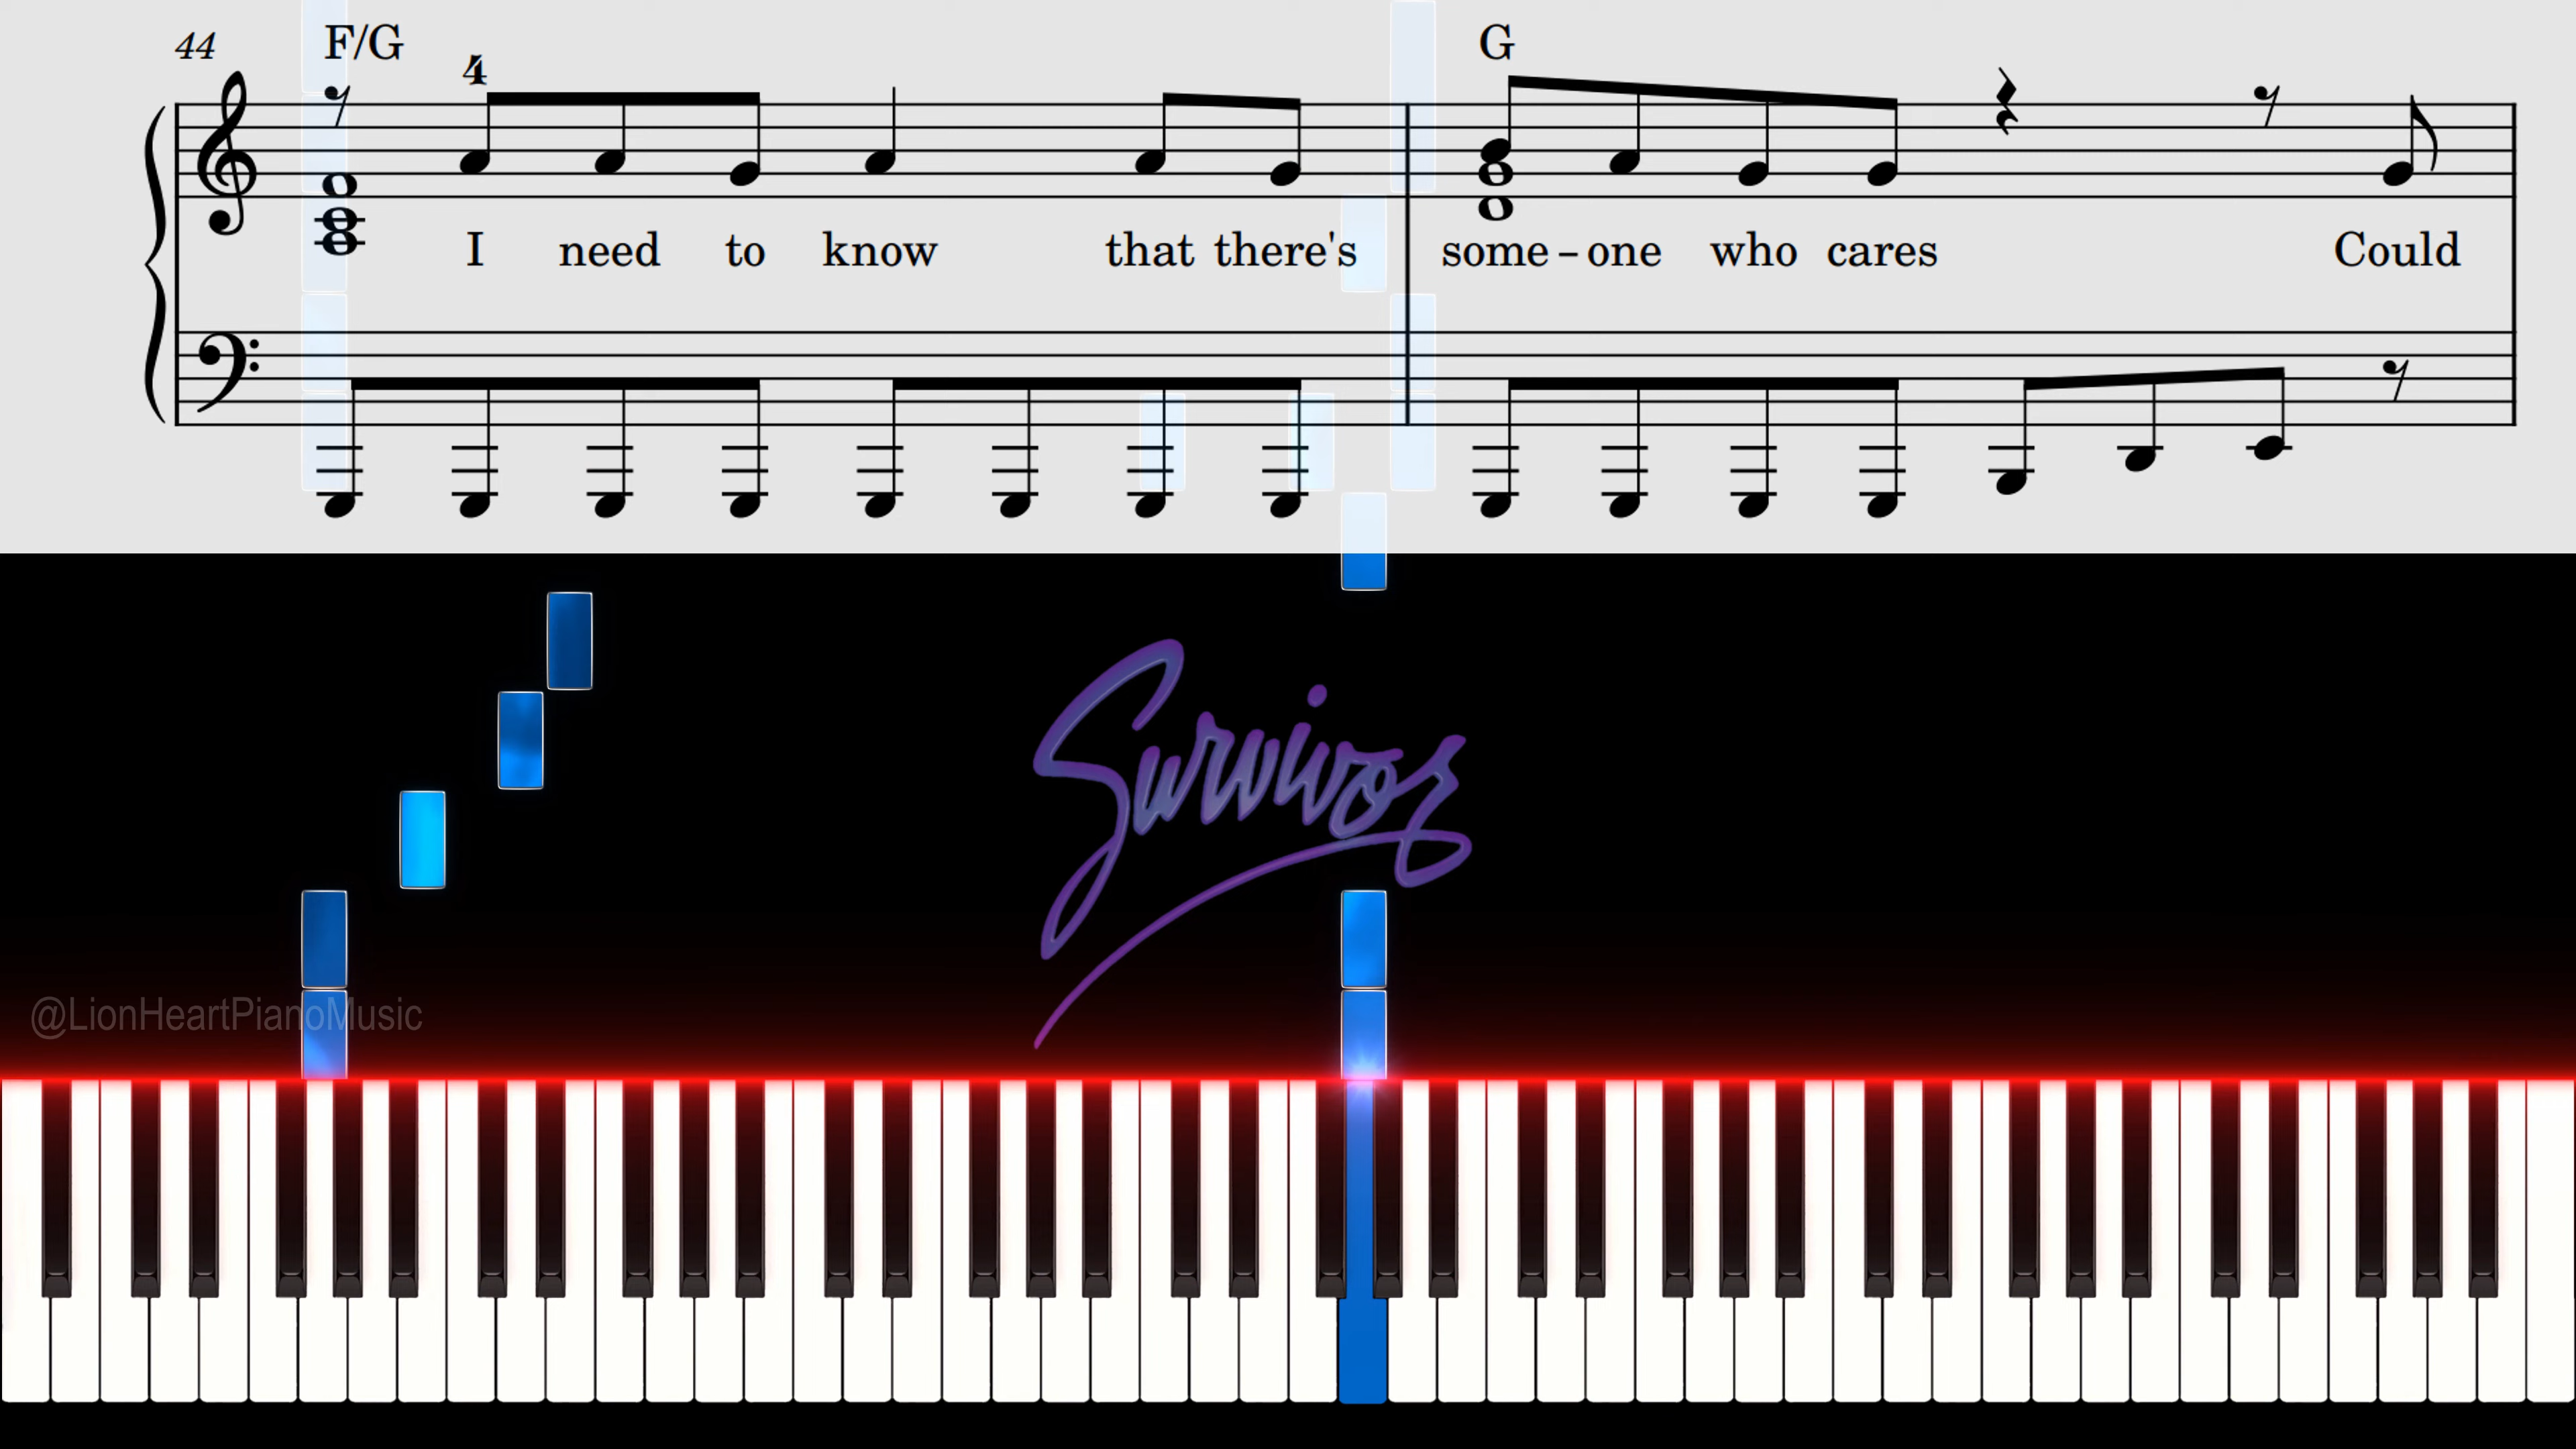 44 F/G G
4
I need to know that there's some-one who cares Could
Survivor
@LionHeartPianoMusic